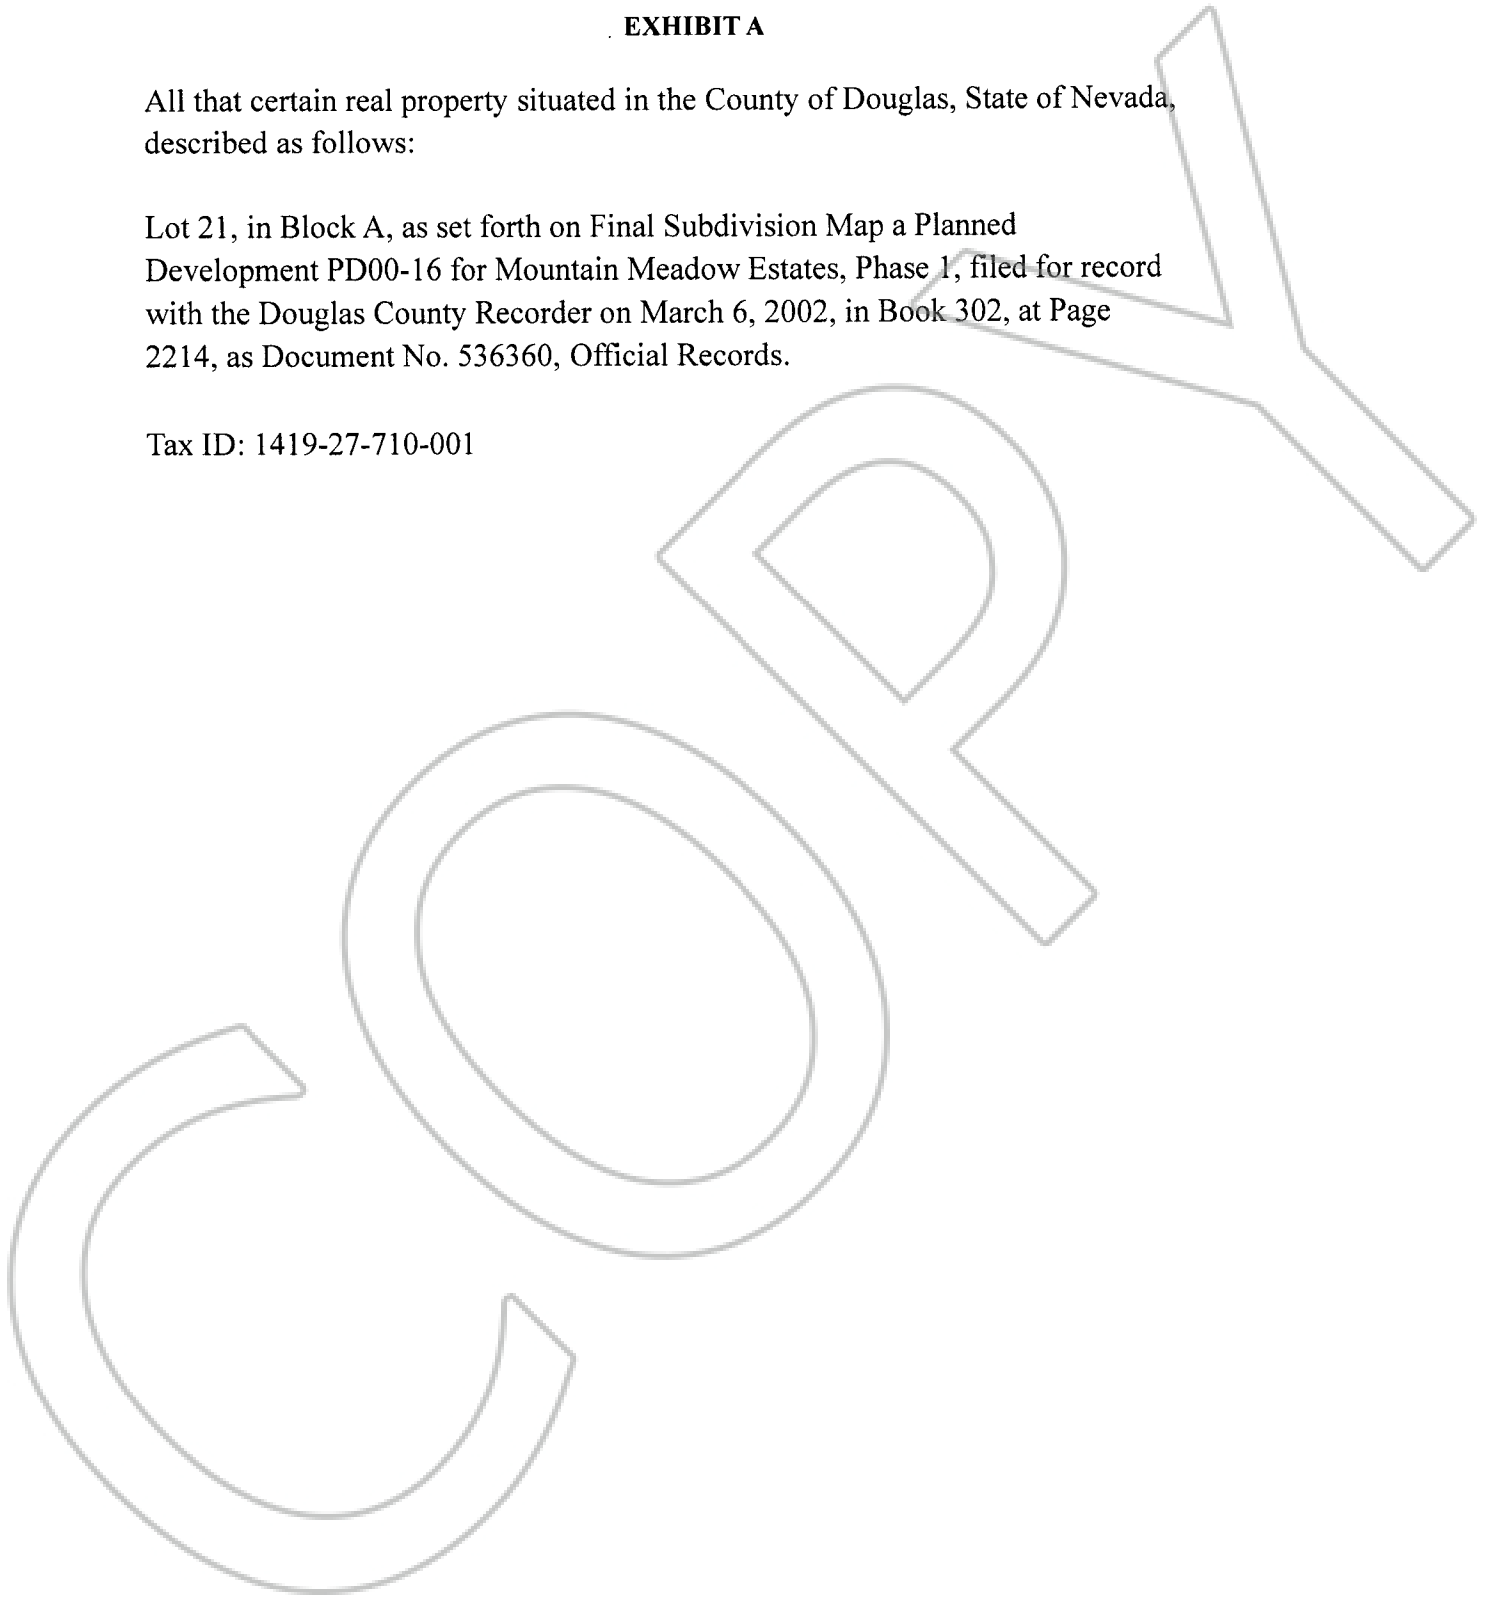 EXHIBIT A
All that certain real property situated in the County of Douglas, State of Nevada,
described as follows:
Lot 21, in Block A, as set forth on Final Subdivision Map a Planned
Development PD00-16 for Mountain Meadow Estates, Phase 1, filed for record
with the Douglas County Recorder on March 6, 2002, in Book 302, at Page
2214, as Document No. 536360, Official Records.
Tax ID: 1419-27-710-001
COPY